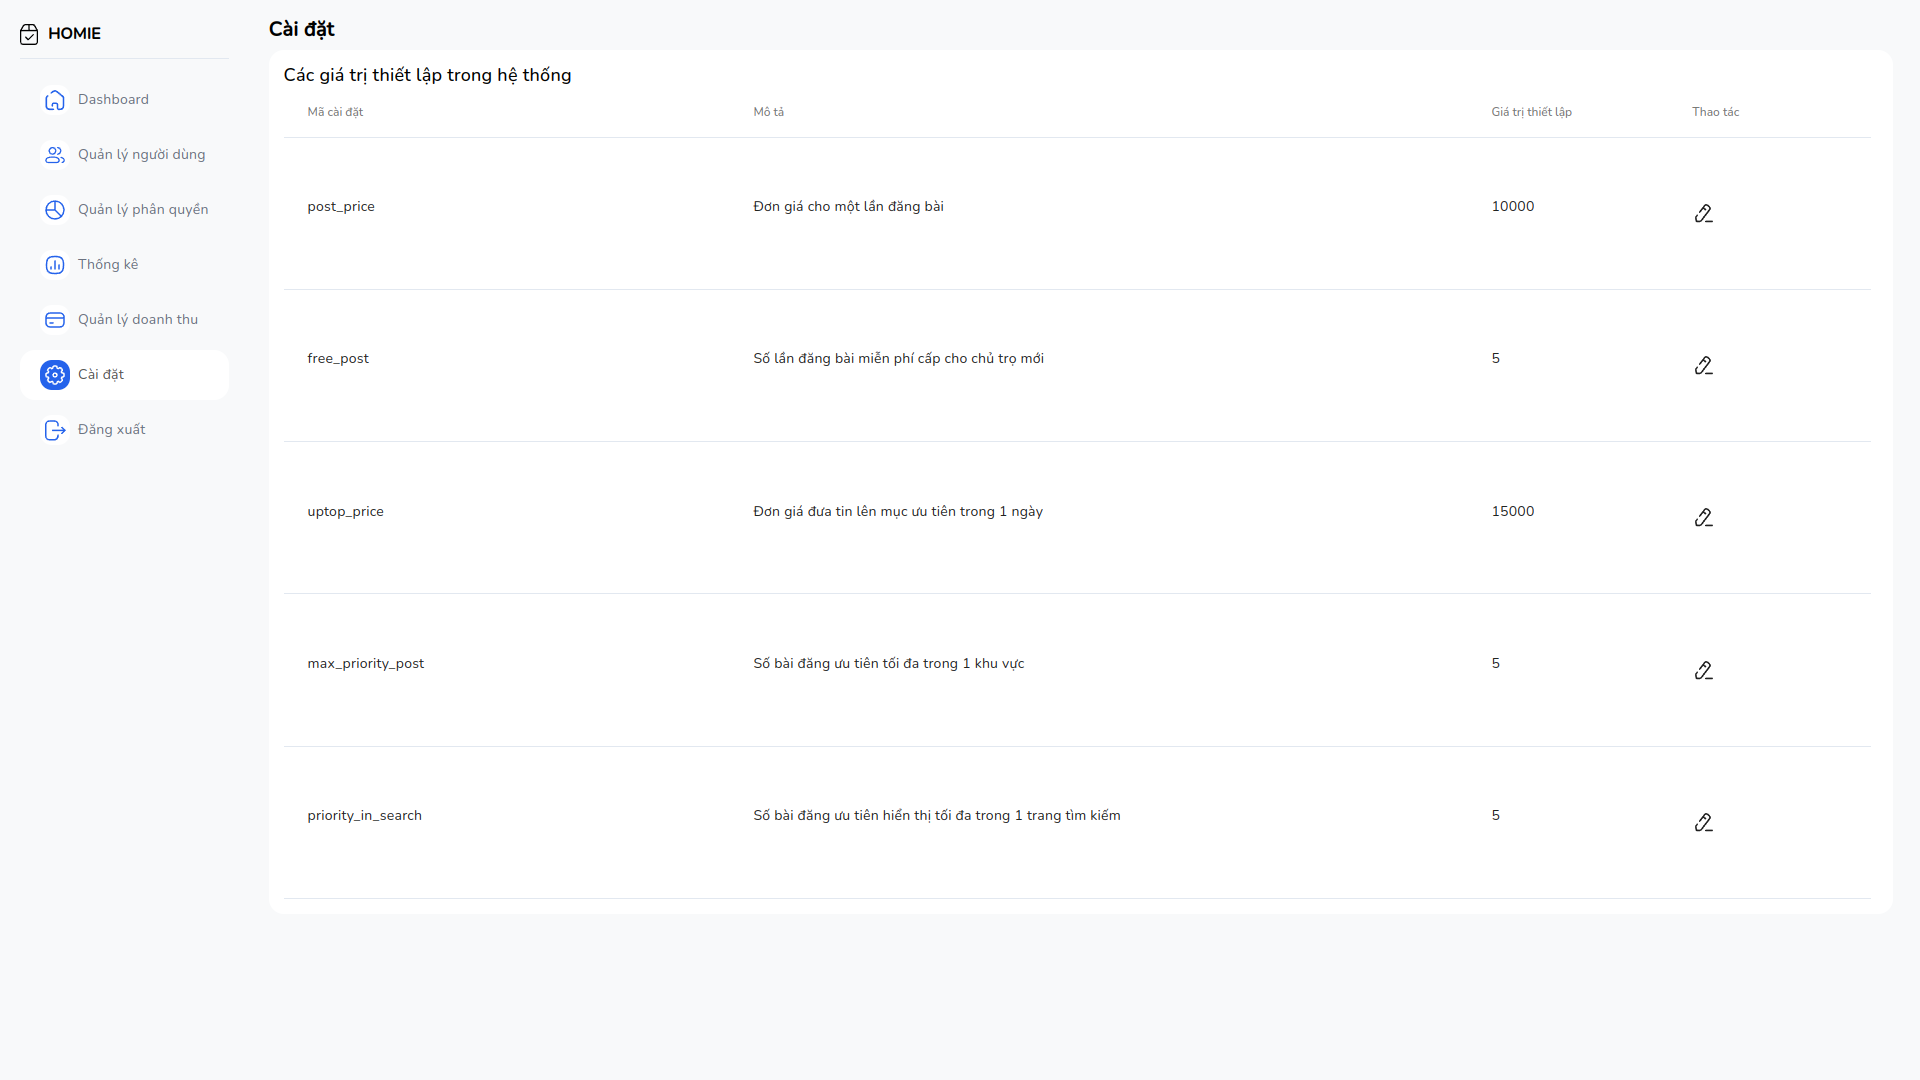 HOMIE
Dashboard
Quản lý người dùng
Quản lý phân quyền
Thống kê
Quản lý doanh thu
Cài đặt
Đăng xuất
Cài đặt
Các giá trị thiết lập trong hệ thống
Mã cài đặt Mô tả Giá trị thiết lập Thao tác
post_price Đơn giá cho một lần đăng bài 10000
free_post Số lần đăng bài miễn phí cấp cho chủ trọ mới 5
uptop_price Đơn giá đưa tin lên mục ưu tiên trong 1 ngày 15000
max_priority_post Số bài đăng ưu tiên tối đa trong 1 khu vực 5
priority_in_search Số bài đăng ưu tiên hiển thị tối đa trong 1 trang tìm kiếm 5